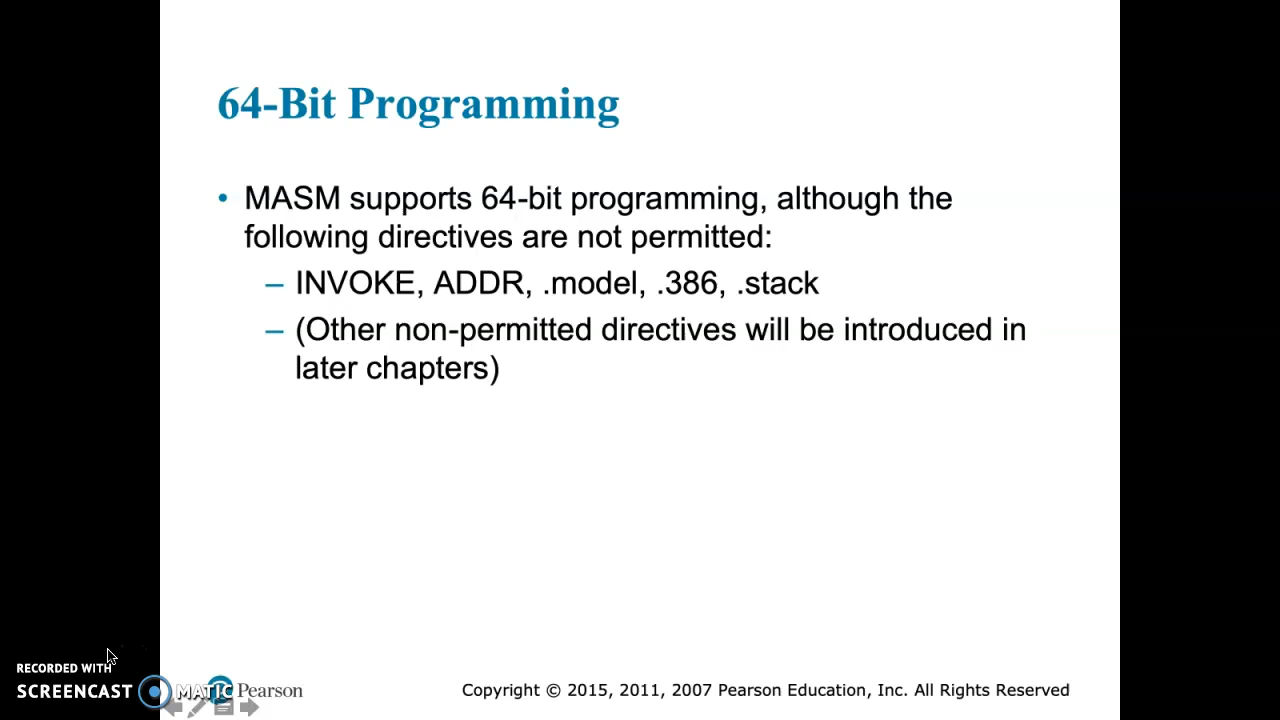 64-Bit Programming
• MASM supports 64-bit programming, although the
following directives are not permitted:
– INVOKE, ADDR, .model, .386, .stack
– (Other non-permitted directives will be introduced in
later chapters)
RECORDED WITH
SCREENCAST MATIC
Pearson
Copyright © 2015, 2011, 2007 Pearson Education, Inc. All Rights Reserved